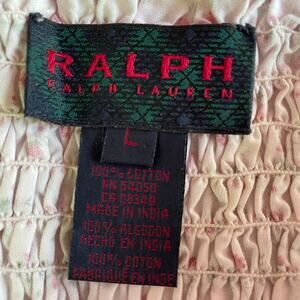 RALPH
RALPH LAUREN
L
100% COTTON
RN 54050
CA 08340
MADE IN INDIA
100% ALGODON
HECHO EN INDIA
100% COTON
FABRIQUE EN INDE